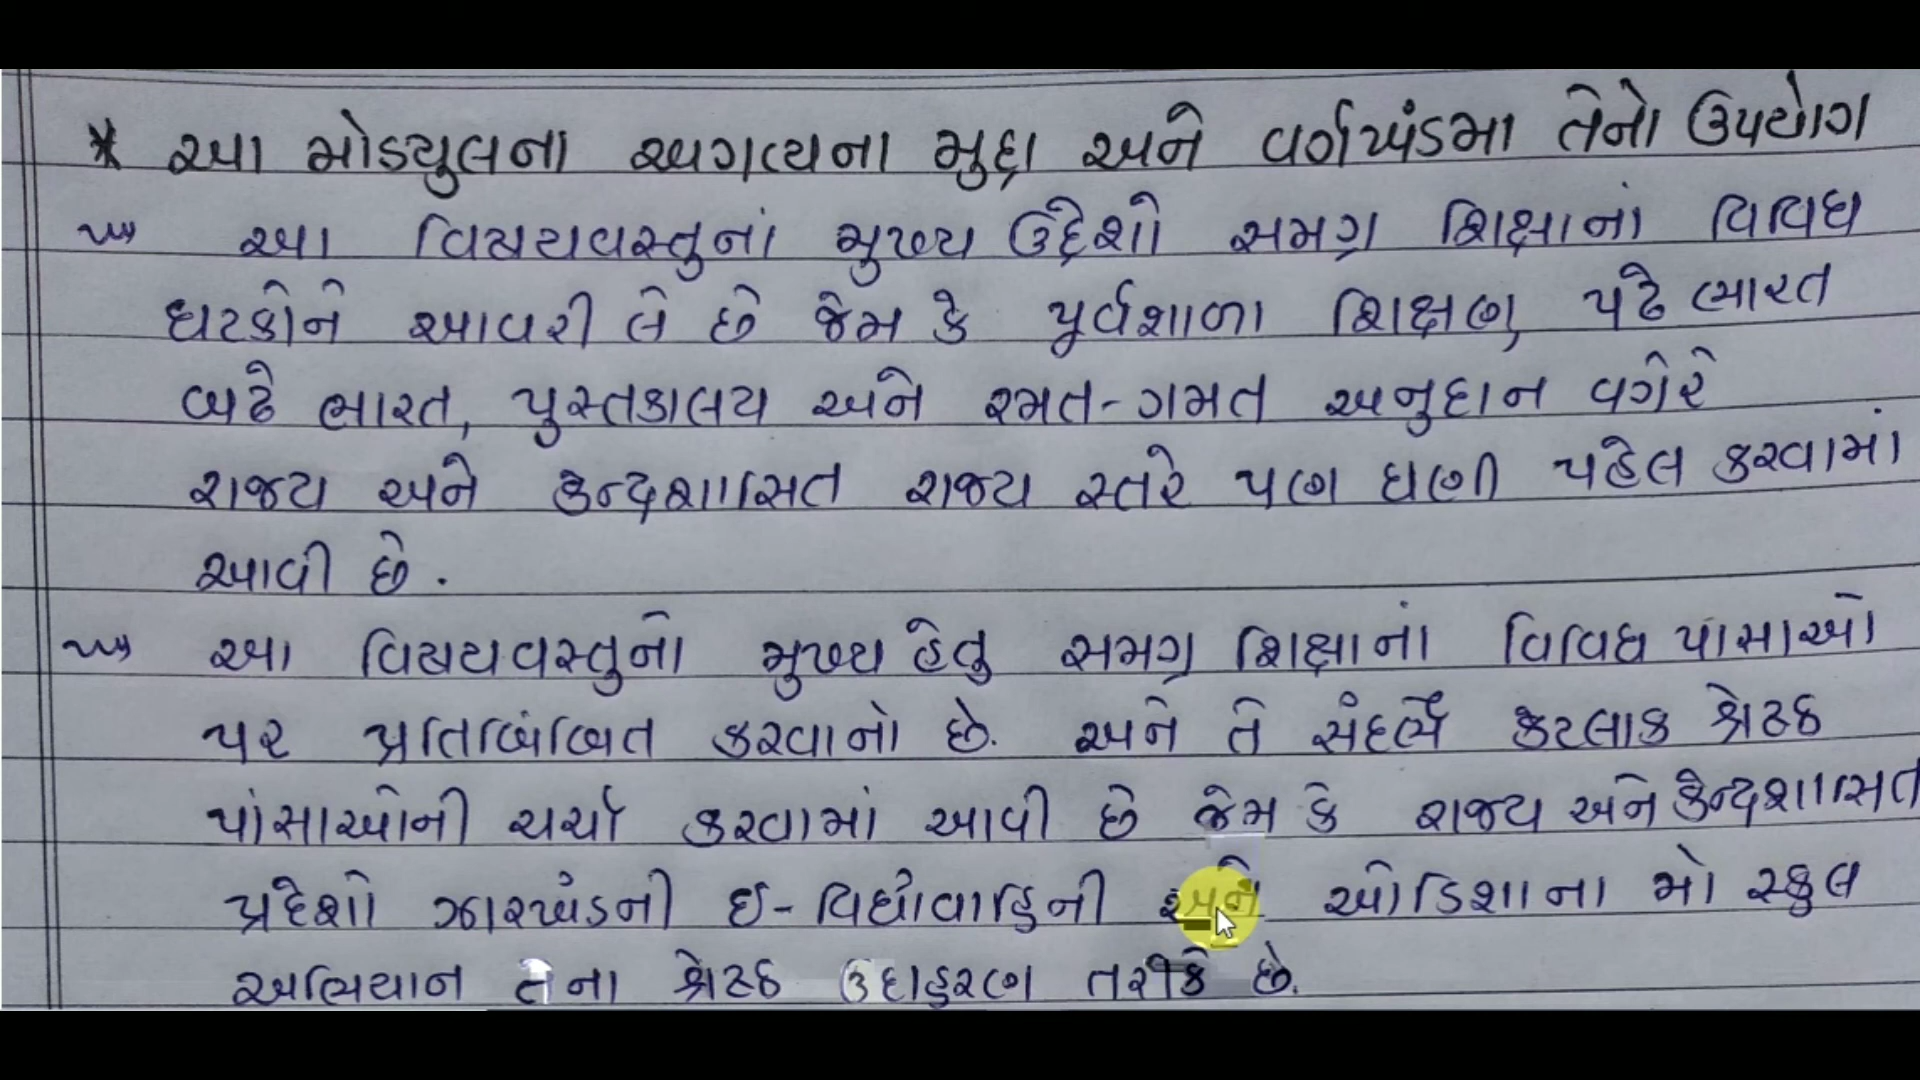 * આ મોડ્યુલના અગત્યના મુદ્દા અને વર્ગખંડમા તેનો ઉપયોગ
આ વિષયવસ્તુનાં મુખ્ય ઉદ્દેશો સમગ્ર શિક્ષાનાં વિવિધ
ઘટકોને આવરી લે છે જેમ કે પૂર્વશાળા શિક્ષણ, પઢે ભારત
બઢે ભારત, પુસ્તકાલય અને રમત-ગમત અનુદાન વગેરે
રાજ્ય અને કેન્દ્રશાસિત રાજ્ય સ્તરે પણ ઘણી પહેલ કરવામાં
આવી છે.
આ વિષયવસ્તુનો મુખ્ય હેતુ સમગ્ર શિક્ષાનાં વિવિધ પાસાઓ
પર પ્રતિબિંબિત કરવાનો છે. અને તે સંદર્ભે કેટલાક શ્રેષ્ઠ
પાંસાઓની ચર્ચા કરવામાં આવી છે જેમ કે રાજ્ય અને કેન્દ્રશાસિત
પ્રદેશો ઝારખંડની ઈ-વિદ્યાવાહિની અને ઓડિશાના મો સ્કુલ
અભિયાન તેના શ્રેષ્ઠ ઉદાહરણ તરીકે છે.